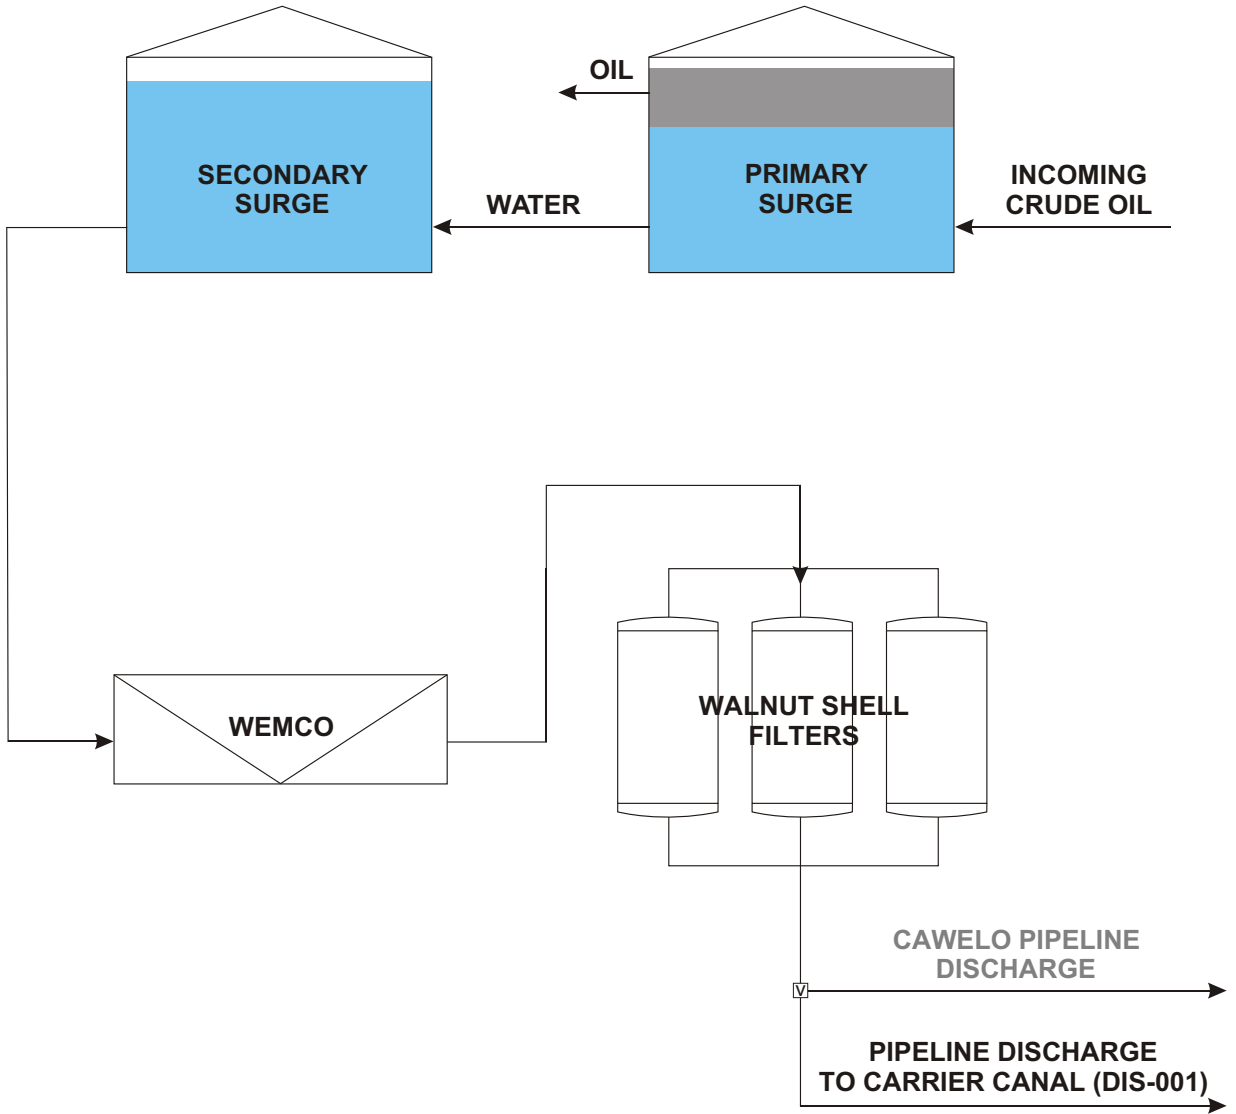 OIL
SECONDARY
SURGE
WATER
PRIMARY
SURGE
INCOMING
CRUDE OIL
WEMCO
WALNUT SHELL
FILTERS
CAWELO PIPELINE
DISCHARGE
V
PIPELINE DISCHARGE
TO CARRIER CANAL (DIS-001)